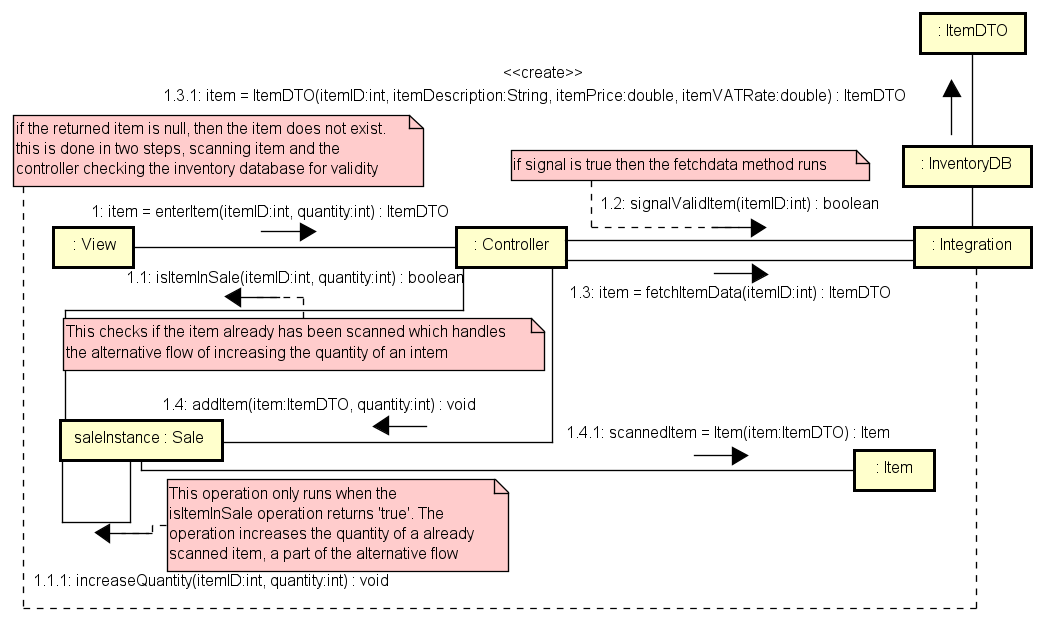 : ItemDTO
<<create>>
1.3.1: item = ItemDTO(itemID:int, itemDescription:String, itemPrice:double, itemVATRate:double) : ItemDTO
if the returned item is null, then the item does not exist.
this is done in two steps, scanning item and the
controller checking the inventory database for validity
if signal is true then the fetchdata method runs
: InventoryDB
1: item = enterItem(itemID:int, quantity:int) : ItemDTO
1.2: signalValidItem(itemID:int) : boolean
: View
: Controller
: Integration
1.1: isItemInSale(itemID:int, quantity:int) : boolean
1.3: item = fetchItemData(itemID:int) : ItemDTO
This checks if the item already has been scanned which handles
the alternative flow of increasing the quantity of an intem
1.4: addItem(item:ItemDTO, quantity:int) : void
saleInstance : Sale
1.4.1: scannedItem = Item(item:ItemDTO) : Item
: Item
This operation only runs when the
isItemInSale operation returns 'true'. The
operation increases the quantity of a already
scanned item, a part of the alternative flow
1.1.1: increaseQuantity(itemID:int, quantity:int) : void